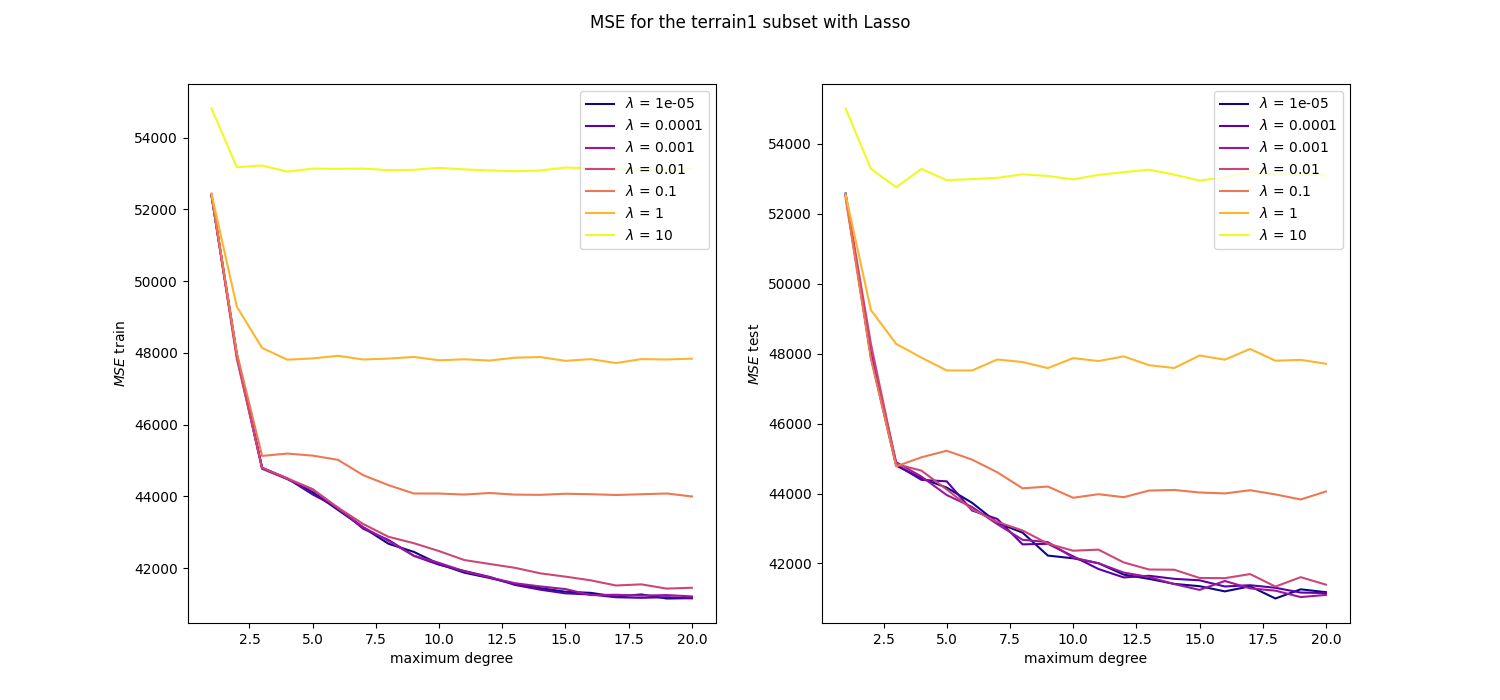 MSE for the terrain1 subset with Lasso
54000
52000
50000
48000
46000
44000
42000
MSE train
2.5 5.0 7.5 10.0 12.5 15.0 17.5 20.0
maximum degree
λ = 1e-05
λ = 0.0001
λ = 0.001
λ = 0.01
λ = 0.1
λ = 1
λ = 10
54000
52000
50000
48000
46000
44000
42000
MSE test
2.5 5.0 7.5 10.0 12.5 15.0 17.5 20.0
maximum degree
λ = 1e-05
λ = 0.0001
λ = 0.001
λ = 0.01
λ = 0.1
λ = 1
λ = 10